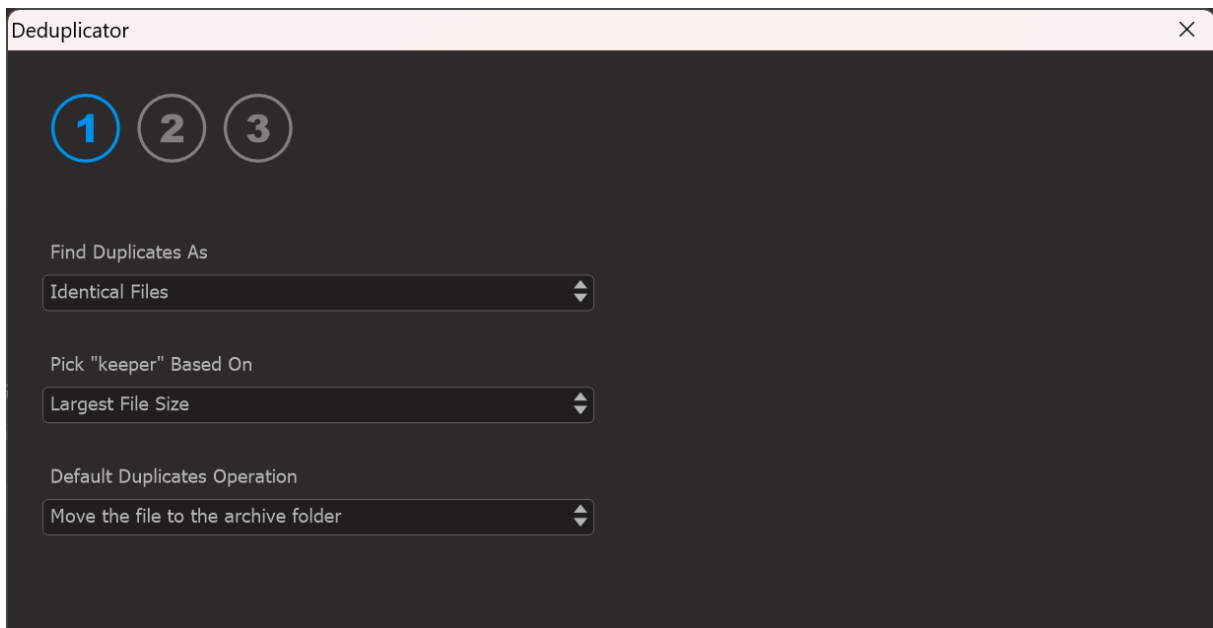 Deduplicator
1 2 3
Find Duplicates As
Identical Files
Pick "keeper" Based On
Largest File Size
Default Duplicates Operation
Move the file to the archive folder